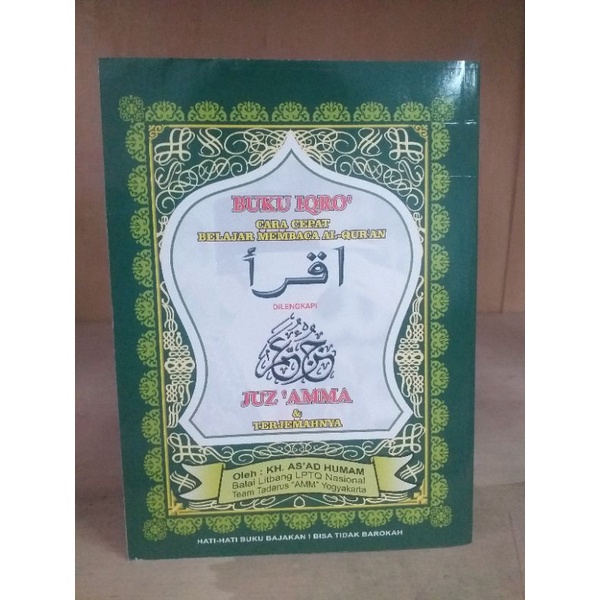 BUKU IQRO'
CARA CEPAT
BELAJAR MEMBACA AL-QUR'AN
اقرأ
DILENGKAPI
جزء عم
JUZ 'AMMA
&
TERJEMAHNYA
Oleh : KH. AS'AD HUMAM
Balai Litbang LPTQ Nasional
Team Tadarus "AMM" Yogyakarta
HATI-HATI BUKU BAJAKAN ! BISA TIDAK BAROKAH